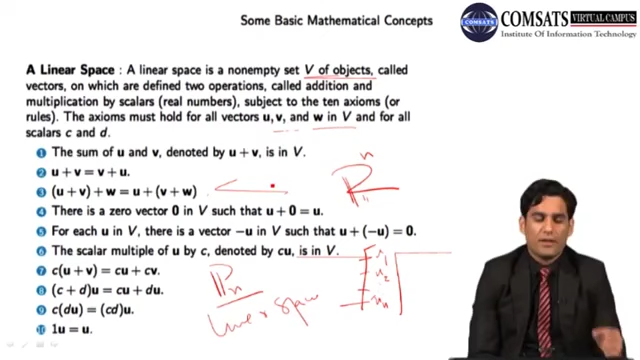 Some Basic Mathematical Concepts
COMSATS VIRTUAL CAMPUS
Institute Of Information Technology
A Linear Space : A linear space is a nonempty set V of objects, called
vectors, on which are defined two operations, called addition and
multiplication by scalars (real numbers), subject to the ten axioms (or
rules). The axioms must hold for all vectors u, v, and w in V and for all
scalars c and d.
1 The sum of u and v, denoted by u + v, is in V.
2 u + v = v + u.
3 (u + v) + w = u + (v + w)
4 There is a zero vector 0 in V such that u + 0 = u.
5 For each u in V, there is a vector −u in V such that u + (−u) = 0.
6 The scalar multiple of u by c, denoted by cu, is in V.
7 c(u + v) = cu + cv.
8 (c + d)u = cu + du.
9 c(du) = (cd)u.
10 1u = u.
R^n
P_n
Linear Space
u_2
u_n